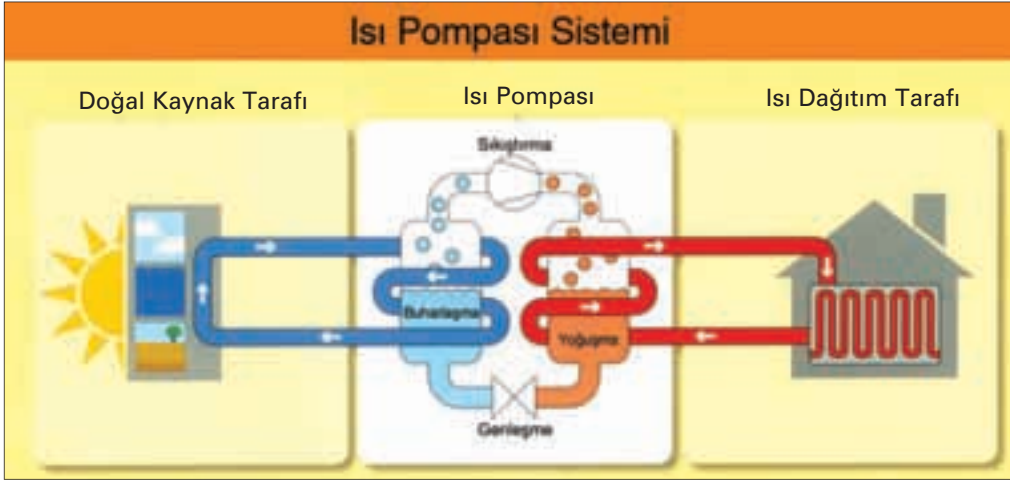 Isı Pompası Sistemi
Doğal Kaynak Tarafı
Isı Pompası
Isı Dağıtım Tarafı
Sıkıştırma
Buharlaşma
Yoğuşma
Genleşme